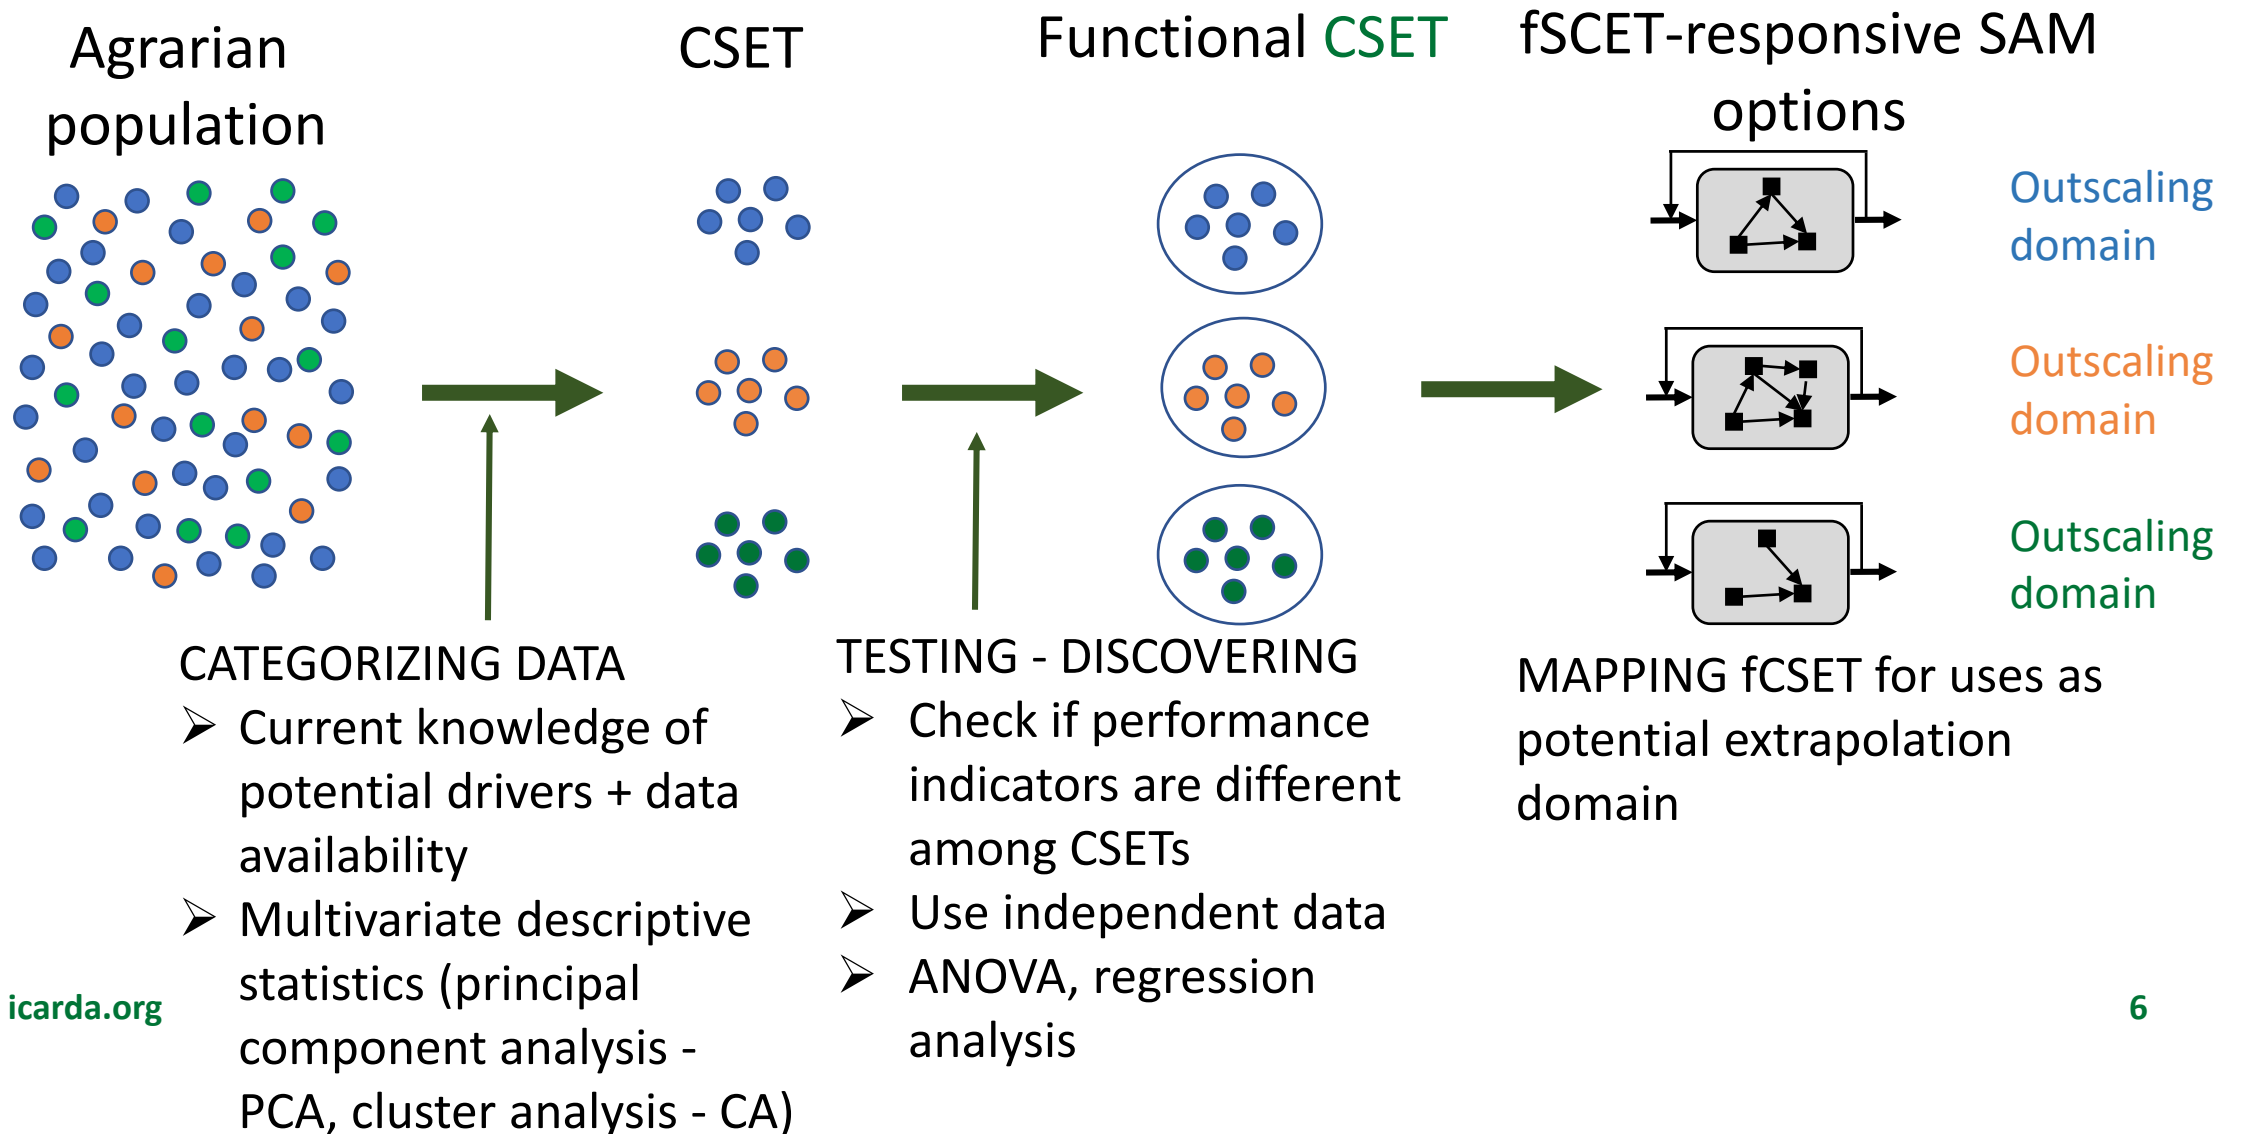 Agrarian
population
CSET
Functional CSET
fSCET-responsive SAM
options
Outscaling
domain
Outscaling
domain
Outscaling
domain
CATEGORIZING DATA
➢ Current knowledge of
potential drivers + data
availability
➢ Multivariate descriptive
statistics (principal
component analysis -
PCA, cluster analysis - CA)
TESTING - DISCOVERING
➢ Check if performance
indicators are different
among CSETs
➢ Use independent data
➢ ANOVA, regression
analysis
MAPPING fCSET for uses as
potential extrapolation
domain
icarda.org
6